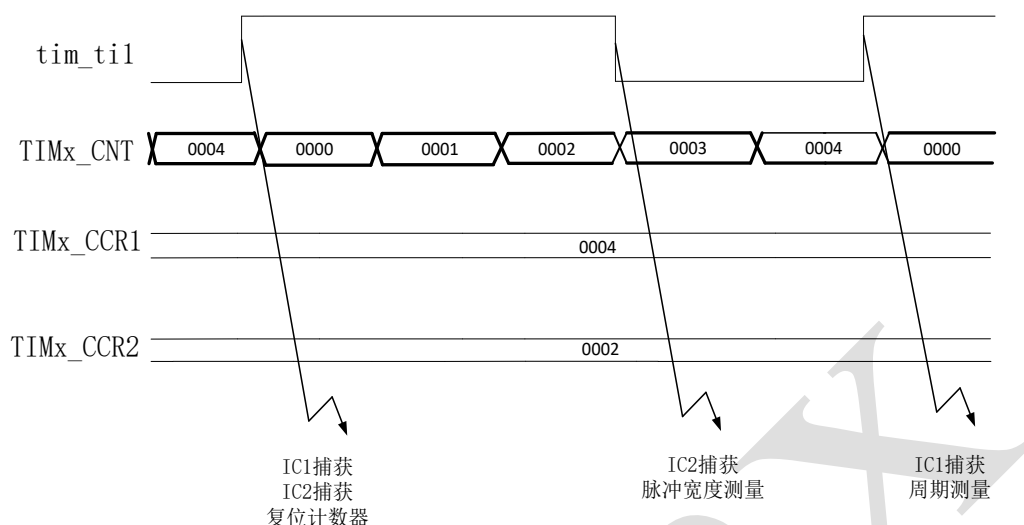 tim_ti1
TIMx_CNT 0004 0000 0001 0002 0003 0004 0000
TIMx_CCR1 0004
TIMx_CCR2 0002
IC1捕获
IC2捕获
复位计数器
IC2捕获
脉冲宽度测量
IC1捕获
周期测量